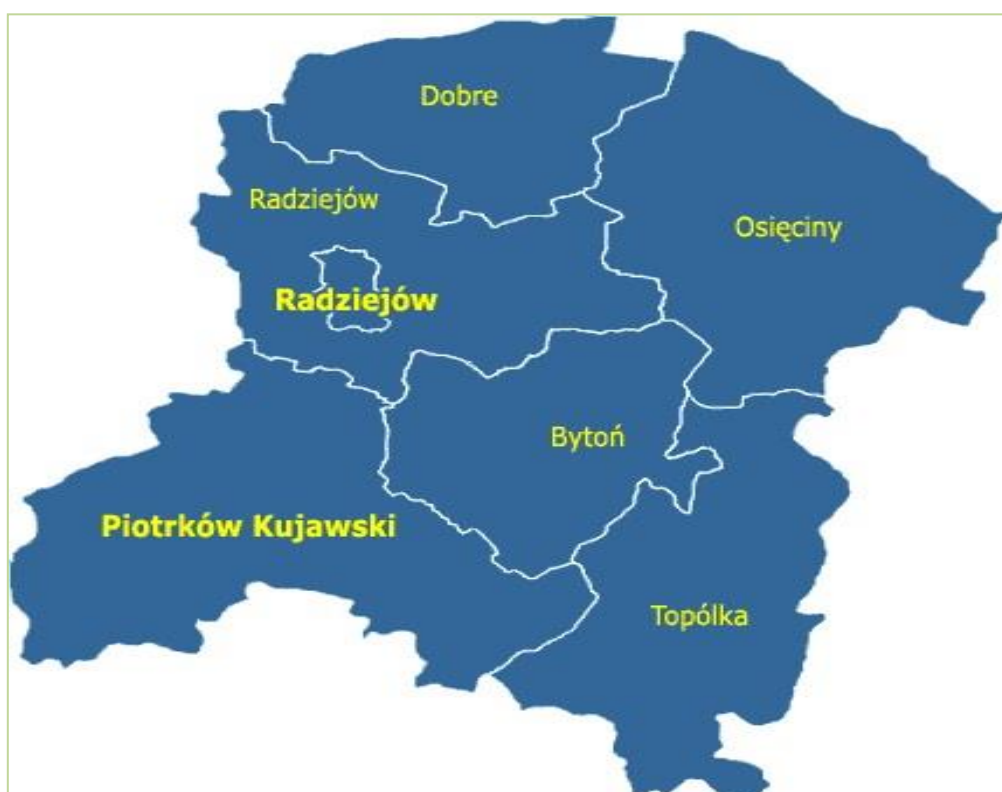 Dobre
Radziejów
Osięciny
Radziejów
Bytoń
Piotrków Kujawski
Topólka